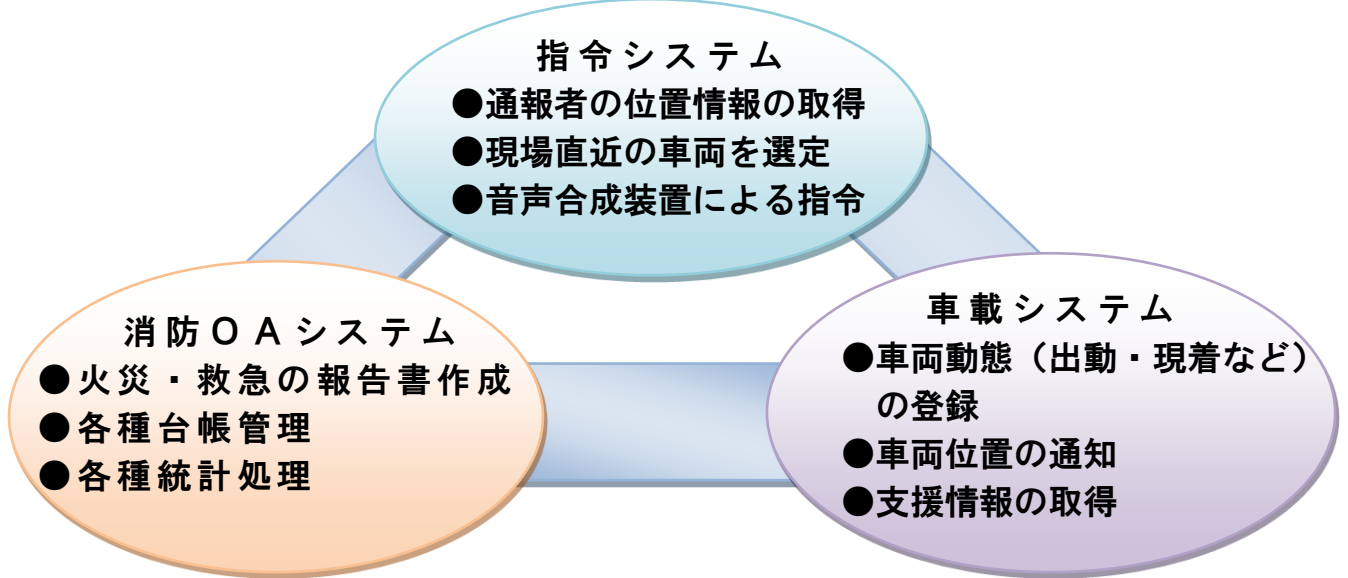 指令システム
●通報者の位置情報の取得
●現場直近の車両を選定
●音声合成装置による指令
消防ＯＡシステム
●火災・救急の報告書作成
●各種台帳管理
●各種統計処理
車載システム
●車両動態（出動・現着など）
の登録
●車両位置の通知
●支援情報の取得